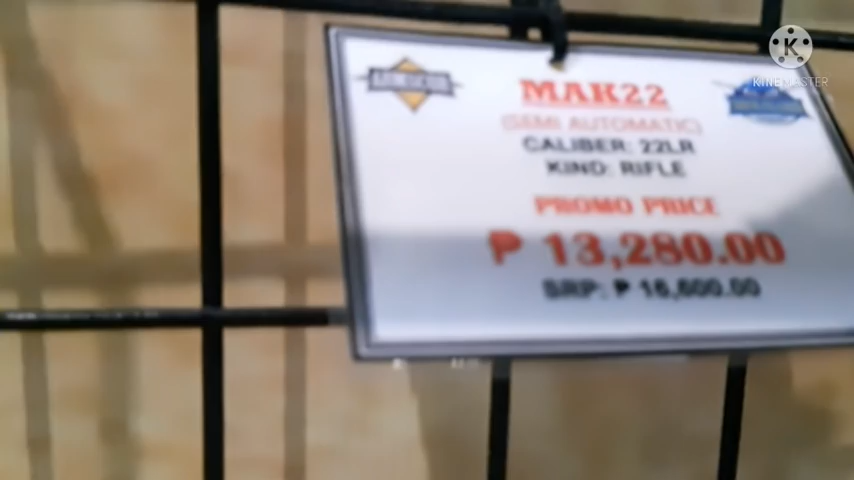 KINEMASTER
MAK22
(SEMI AUTOMATIC)
CALIBER: 22LR
KIND: RIFLE
PROMO PRICE
₱ 13,280.00
SRP: ₱ 16,600.00